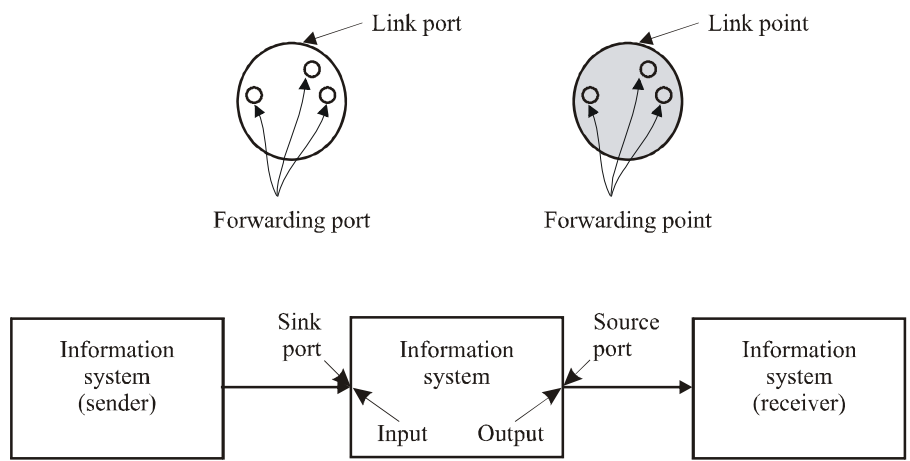 Link port
Link point
Forwarding port
Forwarding point
Sink
port
Source
port
Information
system
(sender)
Information
system
Information
system
(receiver)
Input
Output